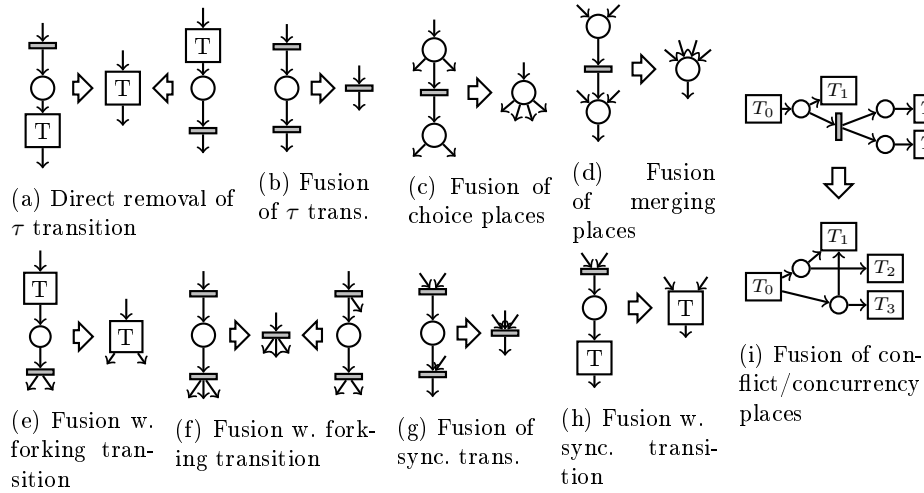 T
T
T
T₁
T₀
T
T
(a) Direct removal of
τ transition
(b) Fusion
of τ trans.
(c) Fusion of
choice places
(d) Fusion
of merging
places
T
T
T
T
T₁
T₂
T₀
T₃
(e) Fusion w.
forking tran-
sition
(f) Fusion w. fork-
ing transition
(g) Fusion of
sync. trans.
(h) Fusion w.
sync. transi-
tion
(i) Fusion of con-
flict/concurrency
places